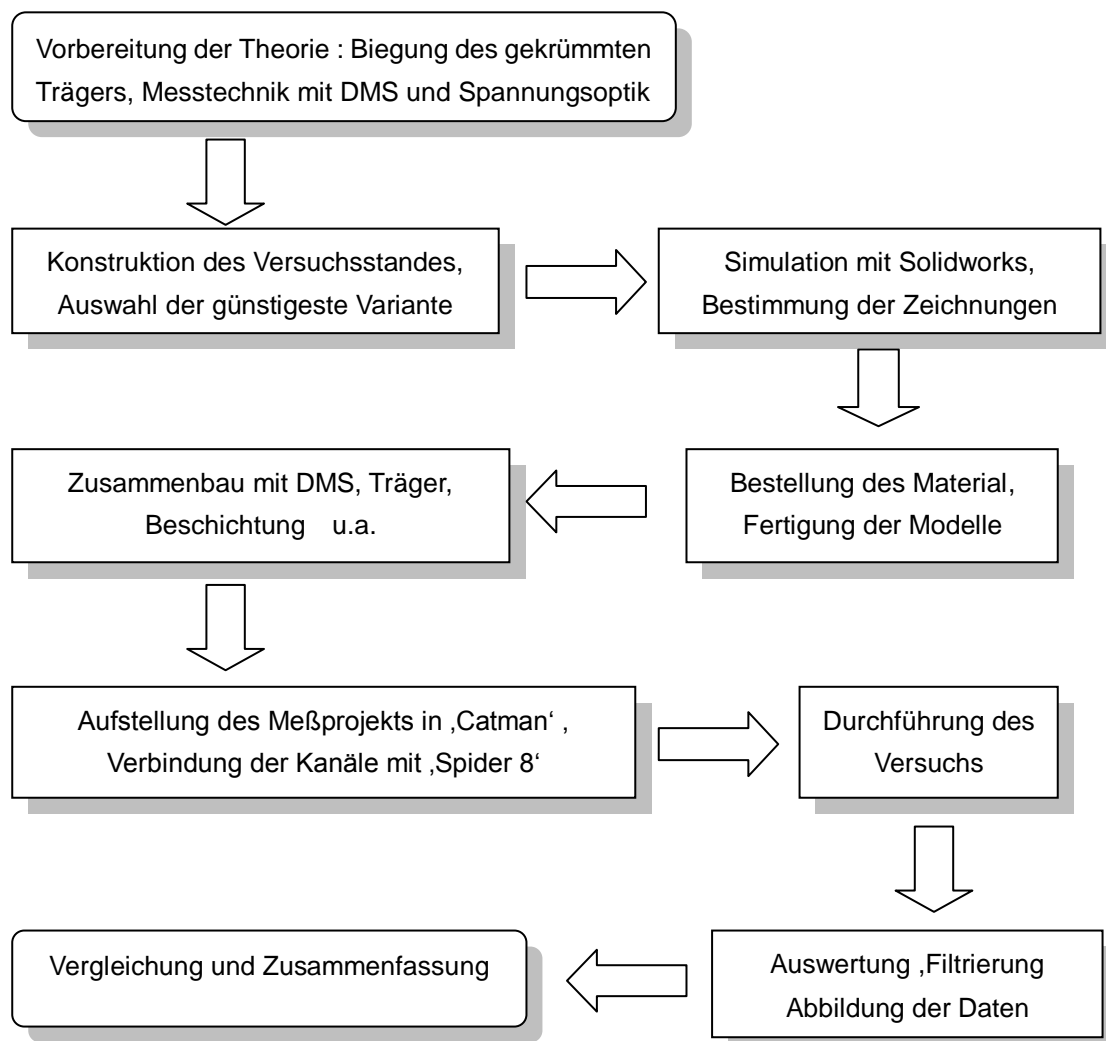 Vorbereitung der Theorie : Biegung des gekrümmten
Trägers, Messtechnik mit DMS und Spannungsoptik
Konstruktion des Versuchsstandes,
Auswahl der günstigeste Variante
Simulation mit Solidworks,
Bestimmung der Zeichnungen
Bestellung des Material,
Fertigung der Modelle
Zusammenbau mit DMS, Träger,
Beschichtung u.a.
Aufstellung des Meßprojekts in ‚Catman‘ ,
Verbindung der Kanäle mit ‚Spider 8‘
Durchführung des
Versuchs
Auswertung ,Filtrierung
Abbildung der Daten
Vergleichung und Zusammenfassung